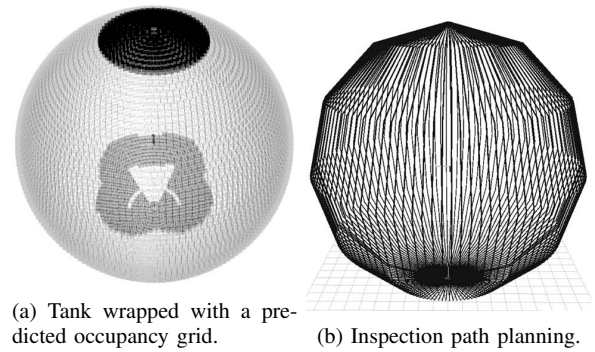 (a) Tank wrapped with a pre-
dicted occupancy grid.
(b) Inspection path planning.